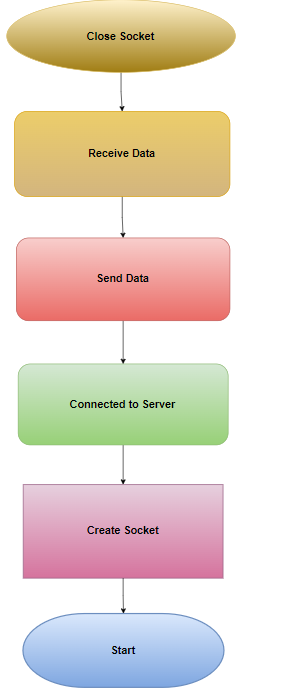 Close Socket
Receive Data
Send Data
Connected to Server
Create Socket
Start